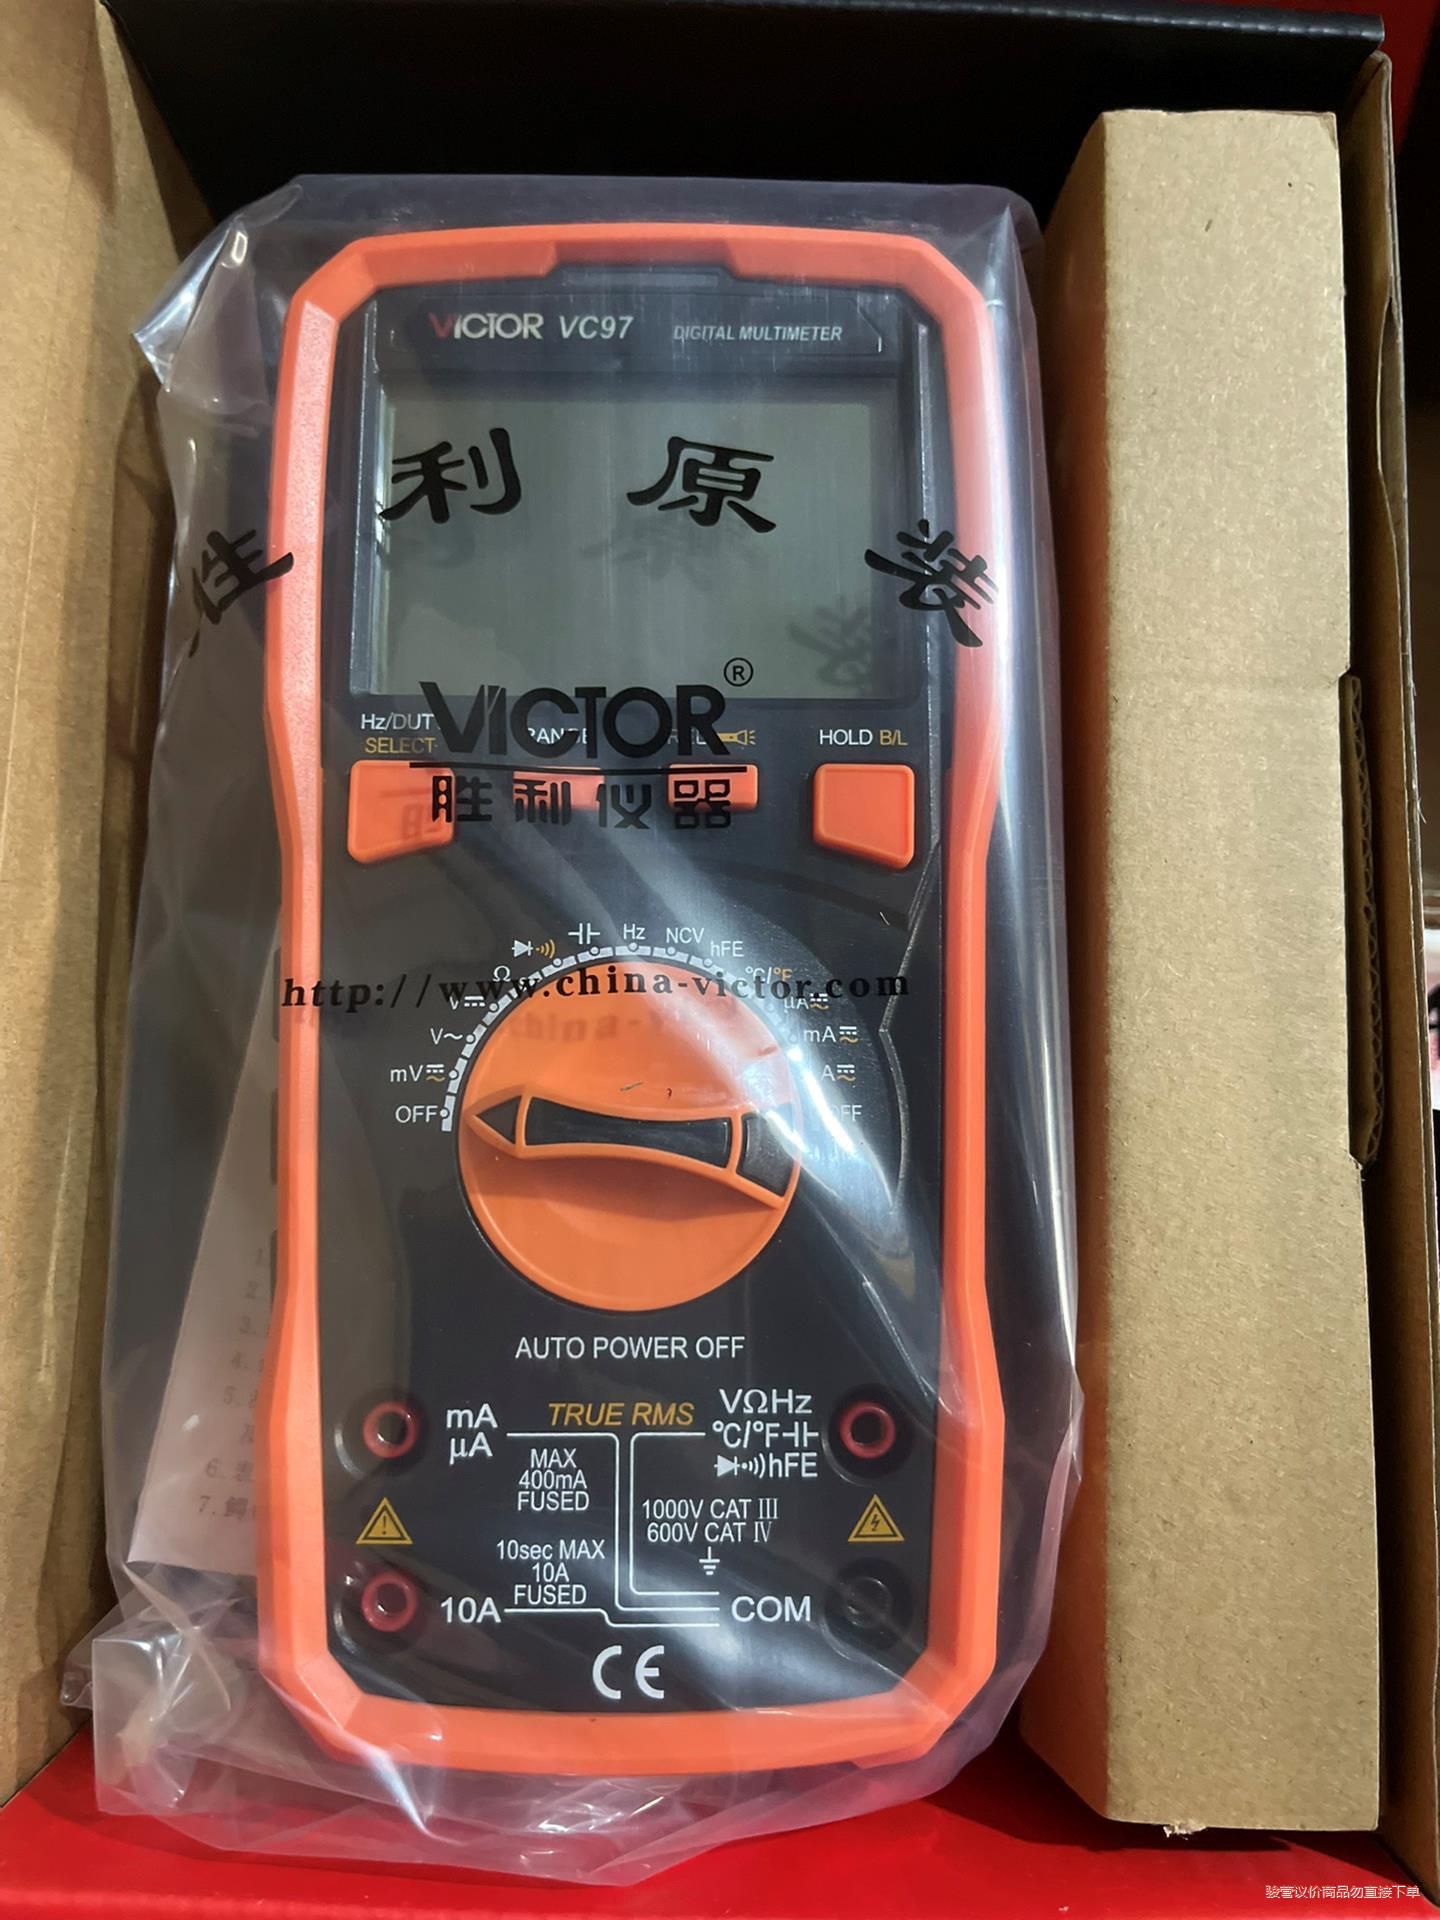 VICTOR VC97 DIGITAL MULTIMETER
胜利原装
VICTOR®
Hz/DUTY RANGE REL HOLD B/L
SELECT
胜利仪器
Hz NCV
hFE
Ω °C/°F
http://www.china-victor.com
V μA
V~ mA
mV A
OFF OFF
AUTO POWER OFF
mA TRUE RMS VΩHz
μA °C/°F
MAX hFE
400mA
FUSED
1000V CAT III
600V CAT IV
10sec MAX
10A
FUSED
10A COM
CE
骏菅议价商品勿直接下单